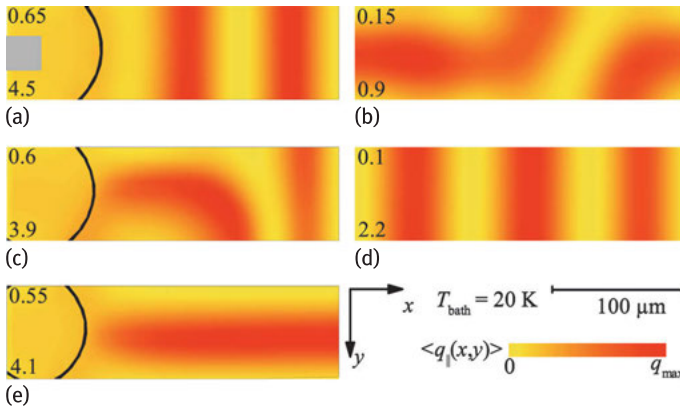 0.65
4.5
(a)
0.15
0.9
(b)
0.6
3.9
(c)
0.1
2.2
(d)
0.55
4.1
(e)
x
y
T_bath = 20 K
100 µm
<q_∥(x,y)>
0
q_max